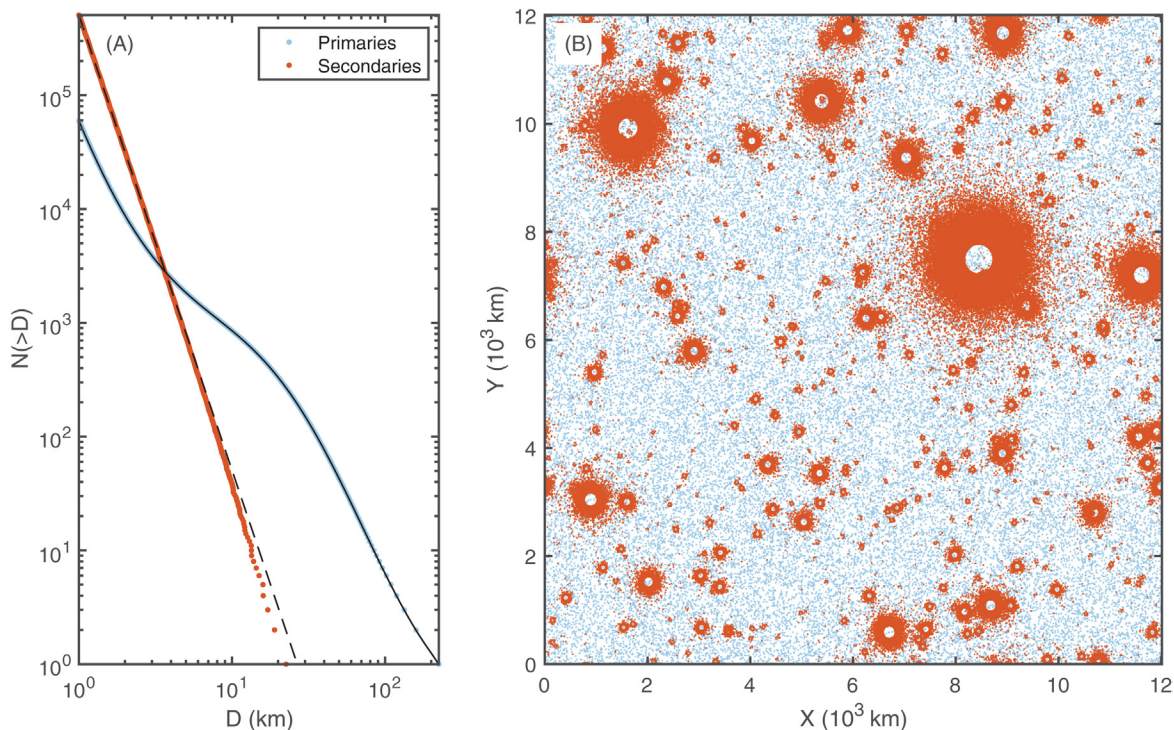 (A)
Primaries
Secondaries
N(>D)
10^5
10^4
10^3
10^2
10^1
10^0
10^0 10^1 10^2
D (km)
(B)
Y (10^3 km)
12
10
8
6
4
2
0
0 2 4 6 8 10 12
X (10^3 km)